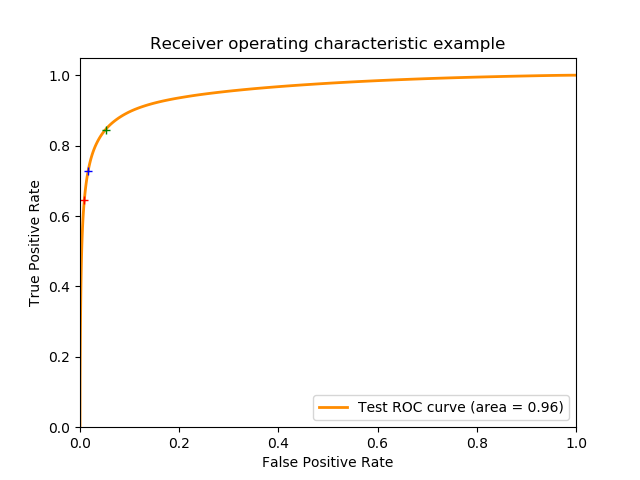 Receiver operating characteristic example
True Positive Rate
1.0
0.8
0.6
0.4
0.2
0.0
Test ROC curve (area = 0.96)
0.0 0.2 0.4 0.6 0.8 1.0
False Positive Rate